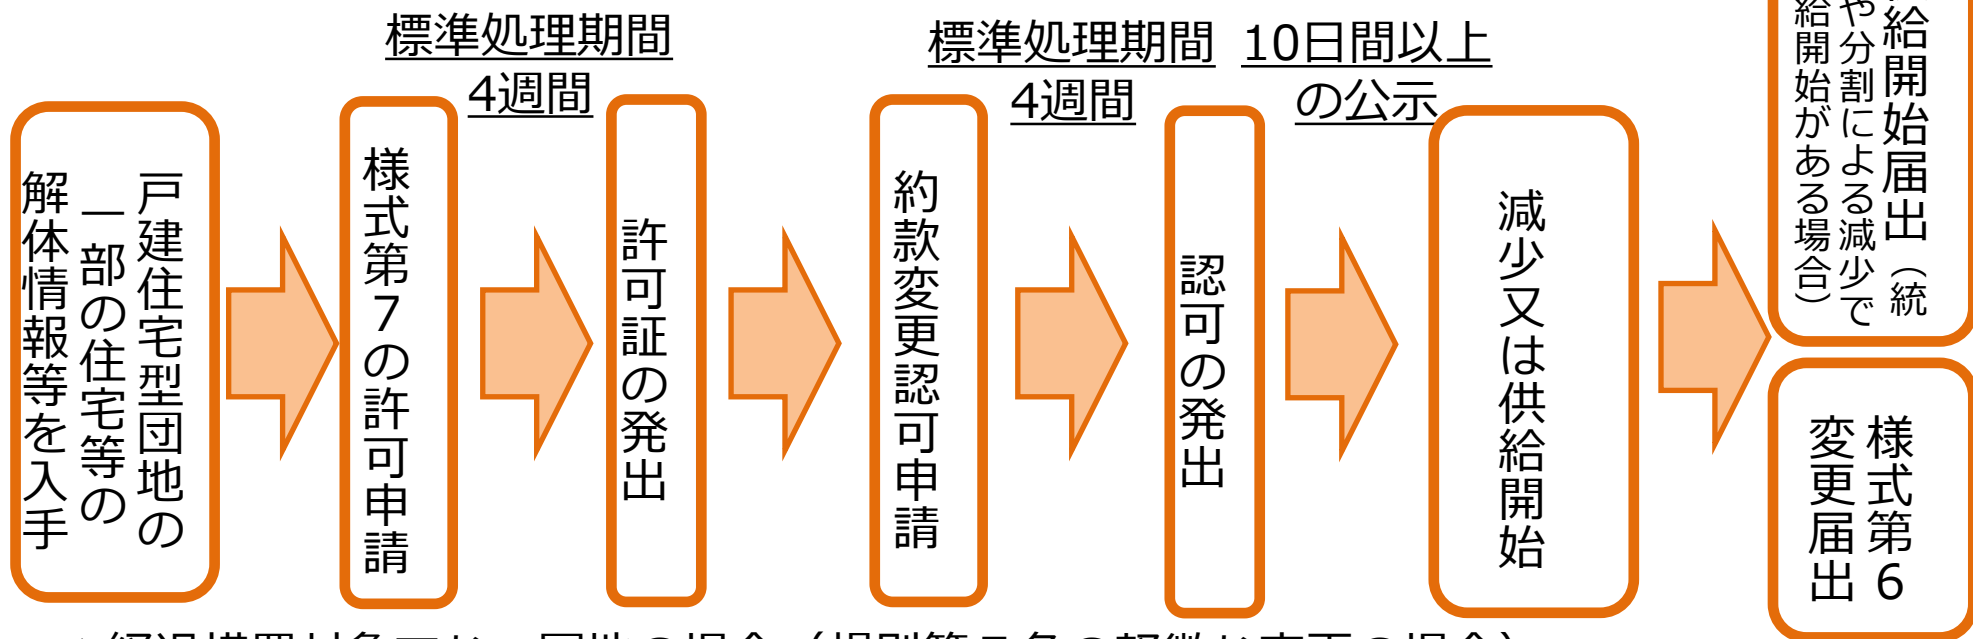 標準処理期間
4週間
標準処理期間
4週間
10日間以上
の公示
戸建住宅型団地の
一部の住宅等の
解体情報等を入手
様式第7の許可申請
許可証の発出
約款変更認可申請
認可の発出
減少又は供給開始
給開始届出（統
や分割による減少で
給開始がある場合）
様式第6
変更届出